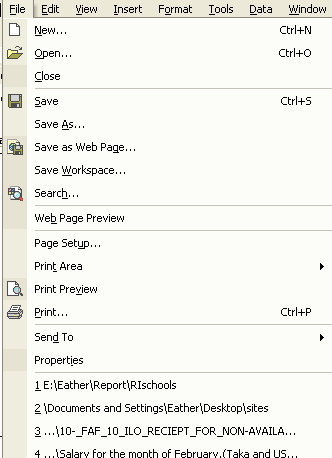 File Edit View Insert Format Tools Data Window
New... Ctrl+N
Open... Ctrl+O
Close
Save Ctrl+S
Save As...
Save as Web Page...
Save Workspace...
Search...
Web Page Preview
Page Setup...
Print Area
Print Preview
Print... Ctrl+P
Send To
Properties
1 E:\Eather\Report\RIschools
2 \Documents and Settings\Eather\Desktop\sites
3 ...\10-_FAF_10_ILO_RECIEPT_FOR_NON-AVAILA...
4 ...\Salary for the month of February.(Taka and US...